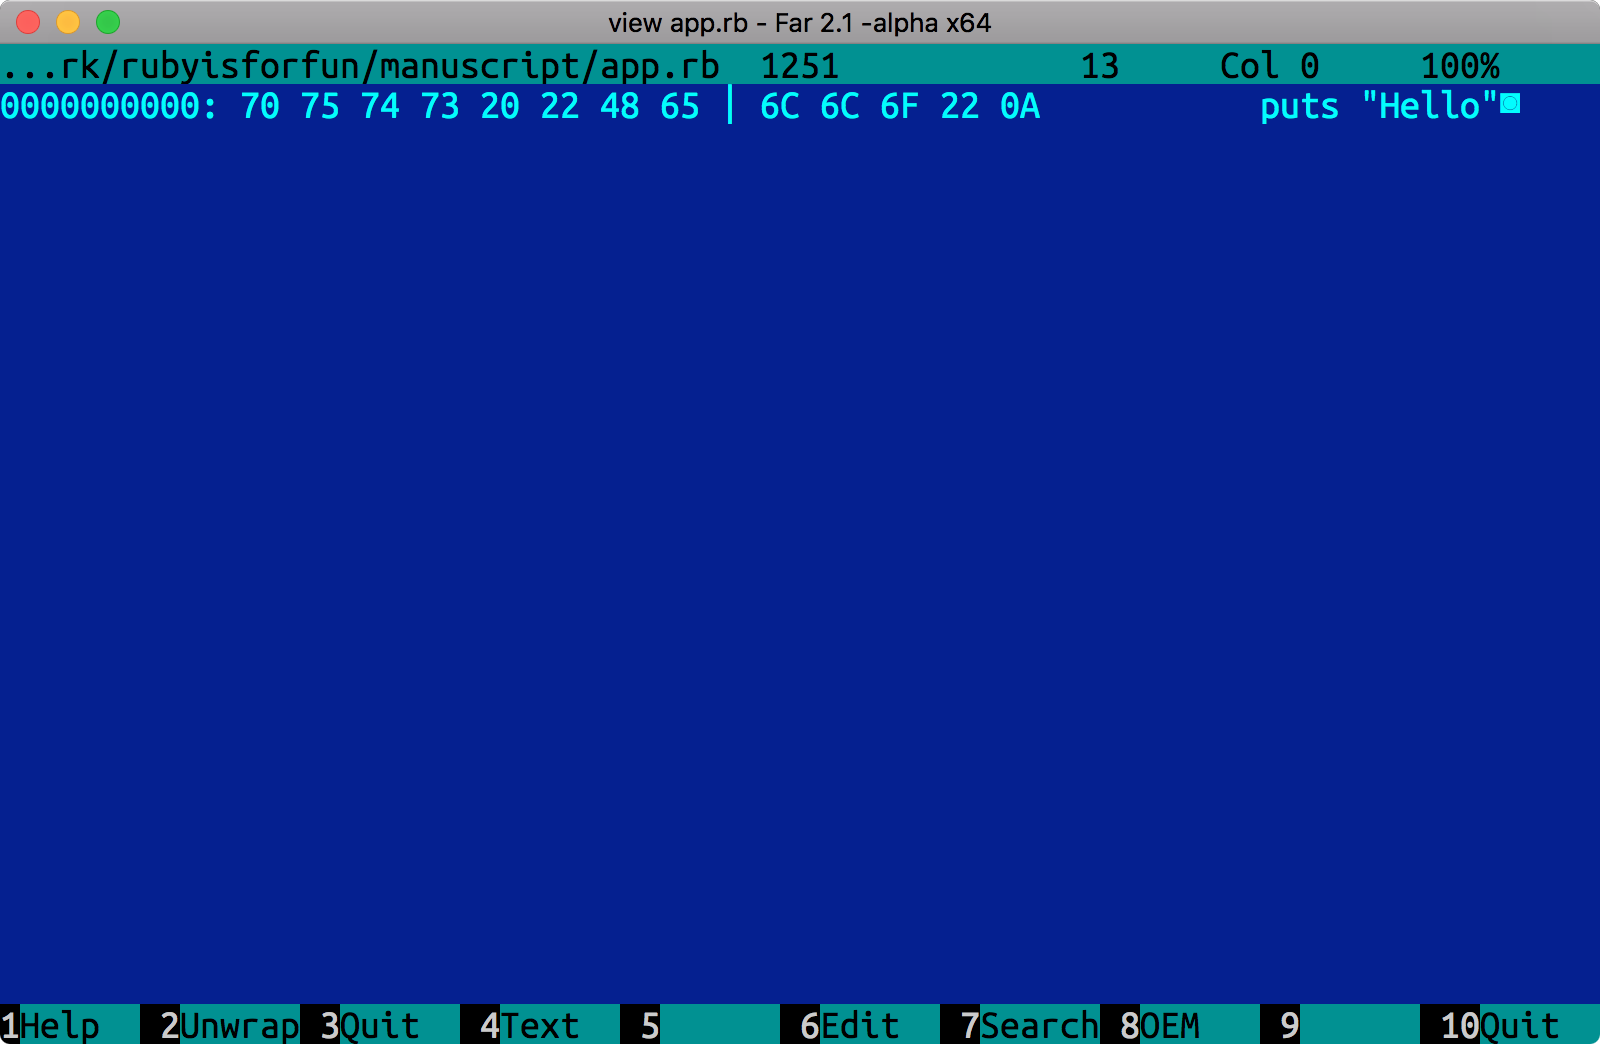 view app.rb - Far 2.1 -alpha x64
...rk/rubyisforfun/manuscript/app.rb 1251 13 Col 0 100%
0000000000: 70 75 74 73 20 22 48 65 | 6C 6C 6F 22 0A puts "Hello"◙
1Help 2Unwrap 3Quit 4Text 5 6Edit 7Search 8OEM 9 10Quit